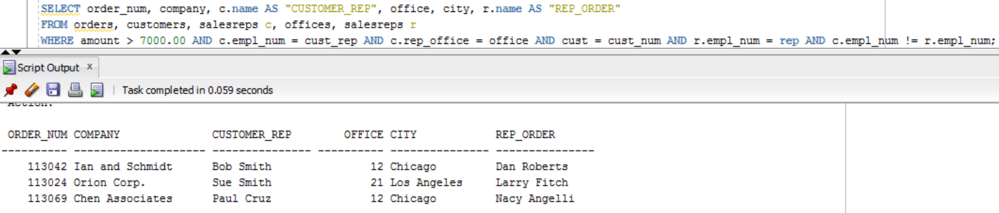 SELECT order_num, company, c.name AS "CUSTOMER_REP", office, city, r.name AS "REP_ORDER"
FROM orders, customers, salesreps c, offices, salesreps r
WHERE amount > 7000.00 AND c.empl_num = cust_rep AND c.rep_office = office AND cust = cust_num AND r.empl_num = rep AND c.empl_num != r.empl_num;
Script Output x
Task completed in 0.059 seconds
Action:
ORDER_NUM COMPANY CUSTOMER_REP OFFICE CITY REP_ORDER
---------- -------------------- --------------- ---------- --------------- ---------------
113042 Ian and Schmidt Bob Smith 12 Chicago Dan Roberts
113024 Orion Corp. Sue Smith 21 Los Angeles Larry Fitch
113069 Chen Associates Paul Cruz 12 Chicago Nacy Angelli